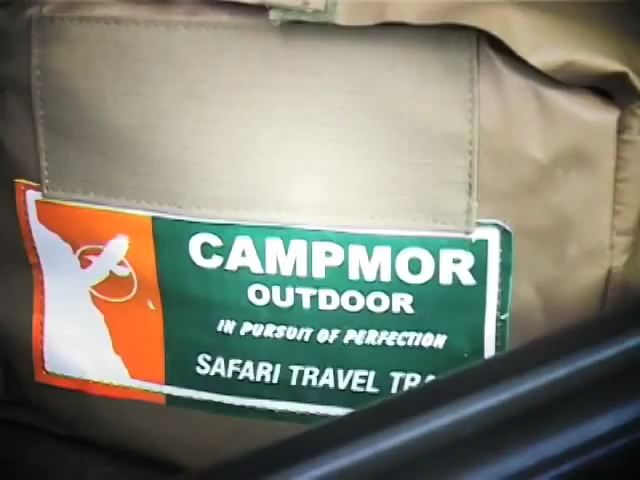 CAMPMOR
OUTDOOR
IN PURSUIT OF PERFECTION
SAFARI TRAVEL